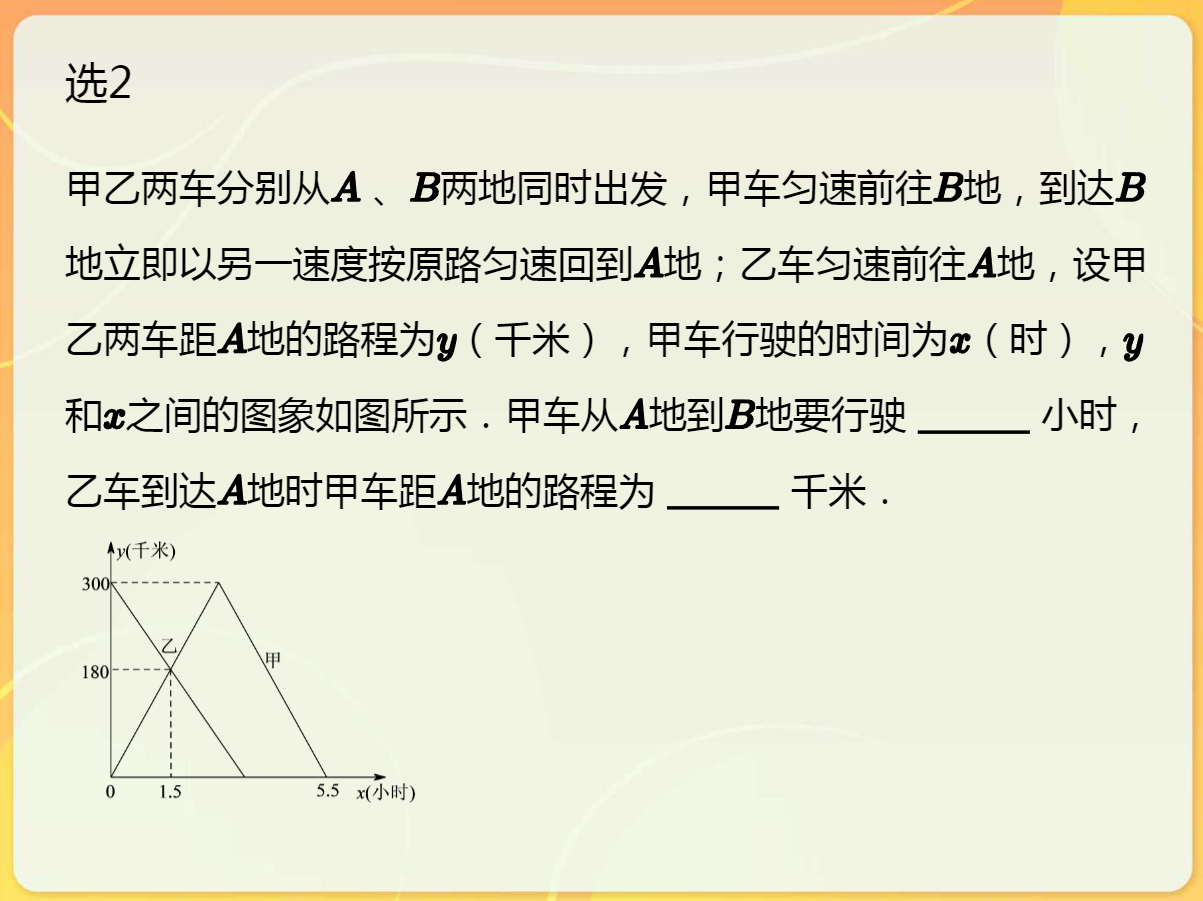 选2
甲乙两车分别从A、B两地同时出发，甲车匀速前往B地，到达B
地立即以另一速度按原路匀速回到A地；乙车匀速前往A地，设甲
乙两车距A地的路程为y（千米），甲车行驶的时间为x（时），y
和x之间的图象如图所示．甲车从A地到B地要行驶 ______ 小时，
乙车到达A地时甲车距A地的路程为 ______ 千米．
y(千米)
300
乙
甲
180
0 1.5 5.5 x(小时)